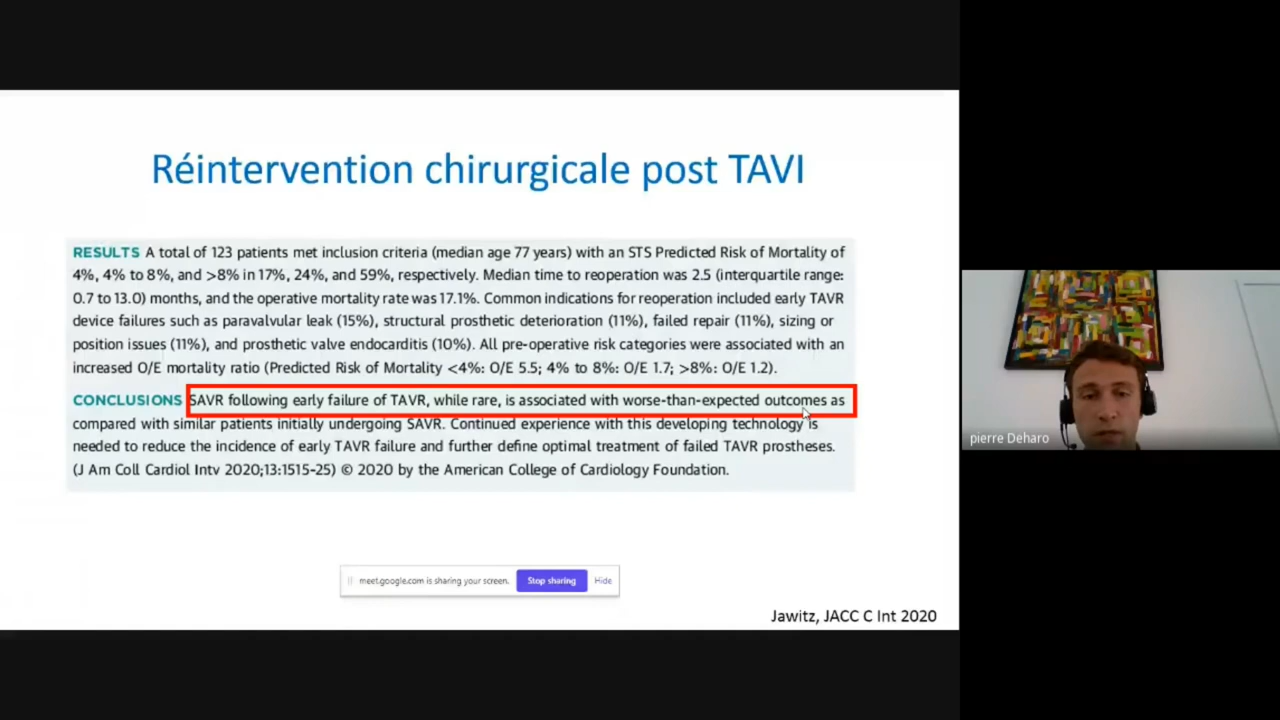 Réintervention chirurgicale post TAVI
RESULTS A total of 123 patients met inclusion criteria (median age 77 years) with an STS Predicted Risk of Mortality of
4%, 4% to 8%, and >8% in 17%, 24%, and 59%, respectively. Median time to reoperation was 2.5 (interquartile range:
0.7 to 13.0) months, and the operative mortality rate was 17.1%. Common indications for reoperation included early TAVR
device failures such as paravalvular leak (15%), structural prosthetic deterioration (11%), failed repair (11%), sizing or
position issues (11%), and prosthetic valve endocarditis (10%). All pre-operative risk categories were associated with an
increased O/E mortality ratio (Predicted Risk of Mortality <4%: O/E 5.5; 4% to 8%: O/E 1.7; >8%: O/E 1.2).
CONCLUSIONS SAVR following early failure of TAVR, while rare, is associated with worse-than-expected outcomes as
compared with similar patients initially undergoing SAVR. Continued experience with this developing technology is
needed to reduce the incidence of early TAVR failure and further define optimal treatment of failed TAVR prostheses.
(J Am Coll Cardiol Intv 2020;13:1515-25) © 2020 by the American College of Cardiology Foundation.
meet.google.com is sharing your screen. Stop sharing Hide
Jawitz, JACC C Int 2020
pierre Deharo